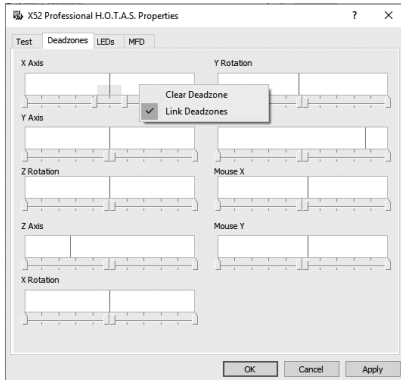 X52 Professional H.O.T.A.S. Properties
Test Deadzones LEDs MFD
X Axis
Y Rotation
Clear Deadzone
Link Deadzones
Y Axis
Z Rotation
Mouse X
Z Axis
Mouse Y
X Rotation
OK Cancel Apply